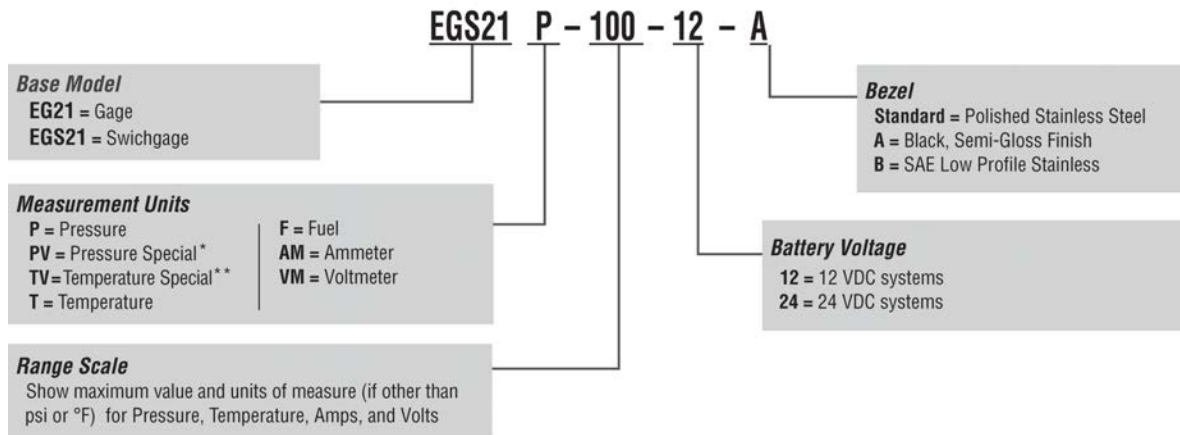 EGS21 P – 100 – 12 – A
Base Model
EG21 = Gage
EGS21 = Swichgage
Measurement Units
P = Pressure
PV = Pressure Special*
TV=Temperature Special**
T = Temperature
F = Fuel
AM = Ammeter
VM = Voltmeter
Range Scale
Show maximum value and units of measure (if other than
psi or °F) for Pressure, Temperature, Amps, and Volts
Bezel
Standard = Polished Stainless Steel
A = Black, Semi-Gloss Finish
B = SAE Low Profile Stainless
Battery Voltage
12 = 12 VDC systems
24 = 24 VDC systems